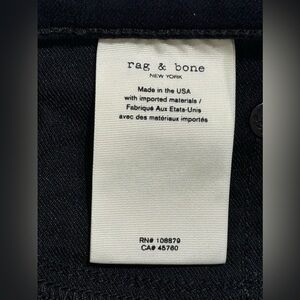 rag & bone
NEW YORK
Made in the USA
with imported materials /
Fabriqué Aux Etats-Unis
avec des matériaux importés
RN# 108879
CA# 45760